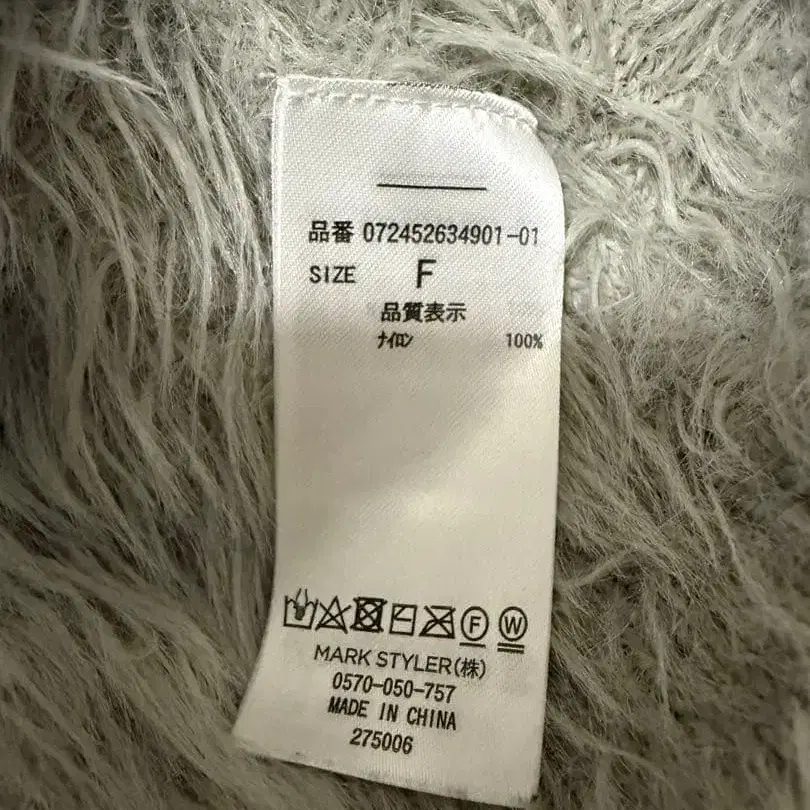 品番 072452634901-01
SIZE F
品質表示
ナイロン 100%
F W
MARK STYLER(株)
0570-050-757
MADE IN CHINA
275006